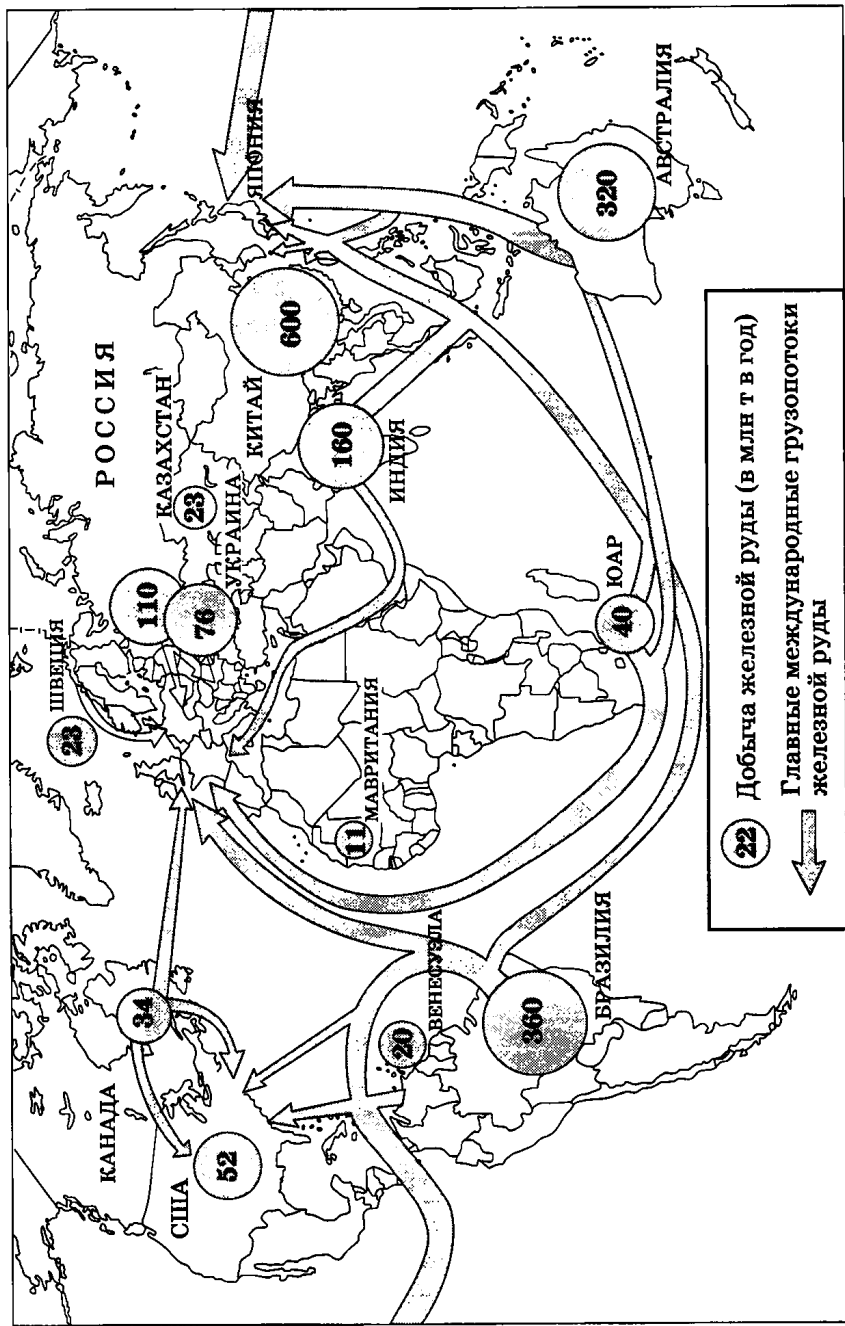 РОССИЯ
ШВЕЦИЯ
23
КАНАДА
34
110
КАЗАХСТАН
23
76
УКРАИНА
США
52
КИТАЙ
600
ЯПОНИЯ
160
ИНДИЯ
МАВРИТАНИЯ
11
ВЕНЕСУЭЛА
20
360
БРАЗИЛИЯ
ЮАР
40
320
АВСТРАЛИЯ
22 Добыча железной руды (в млн т в год)
Главные международные грузопотоки
железной руды